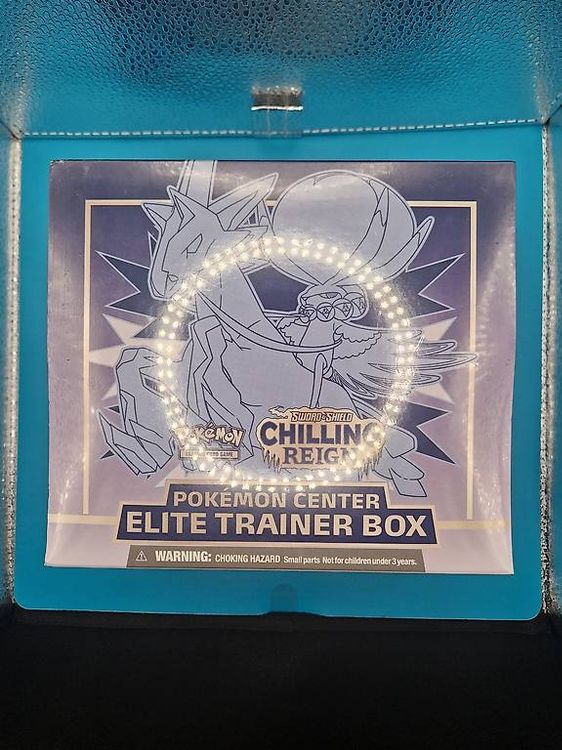 Pokémon
SWORD & SHIELD
CHILLING
REIGN
POKÉMON CENTER
ELITE TRAINER BOX
WARNING: CHOKING HAZARD Small parts Not for children under 3 years.